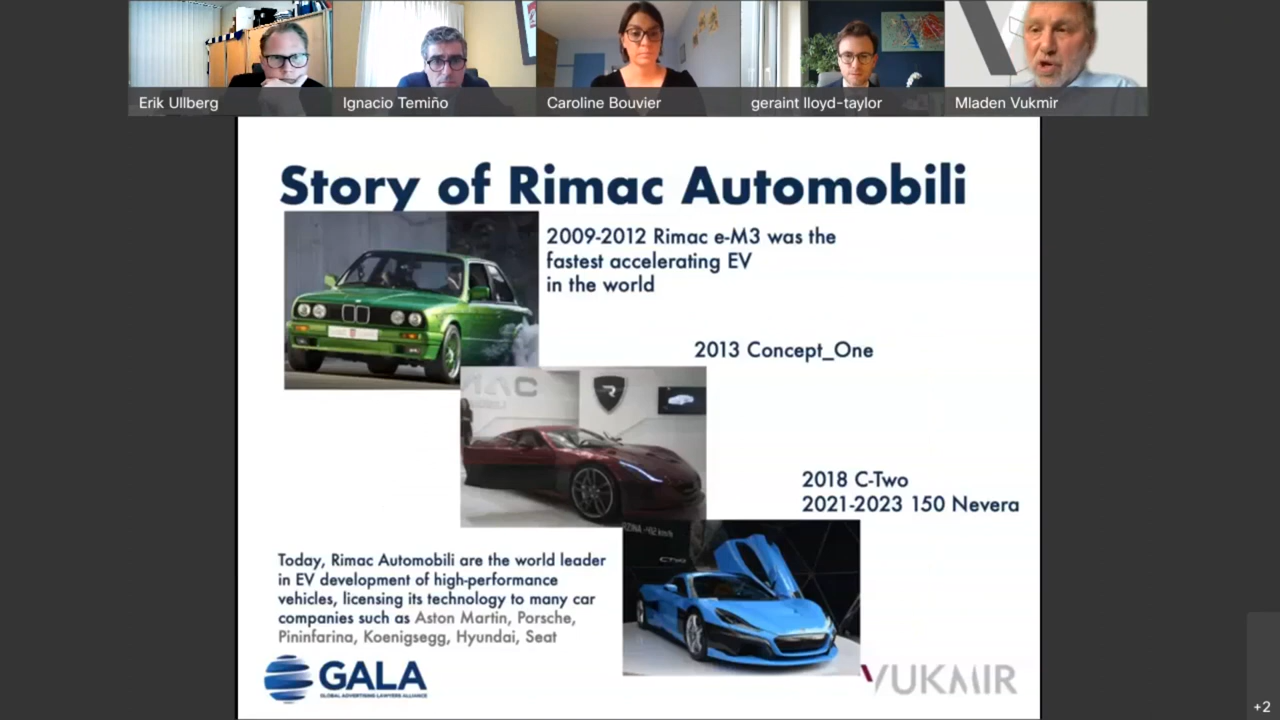 Erik Ullberg
Ignacio Temiño
Caroline Bouvier
geraint lloyd-taylor
Mladen Vukmir
Story of Rimac Automobili
2009-2012 Rimac e-M3 was the
fastest accelerating EV
in the world
2013 Concept_One
R
2018 C-Two
2021-2023 150 Nevera
Today, Rimac Automobili are the world leader
in EV development of high-performance
vehicles, licensing its technology to many car
companies such as Aston Martin, Porsche,
Pininfarina, Koenigsegg, Hyundai, Seat
GALA
GLOBAL ADVERTISING LAWYERS ALLIANCE
VUKMIR
+2